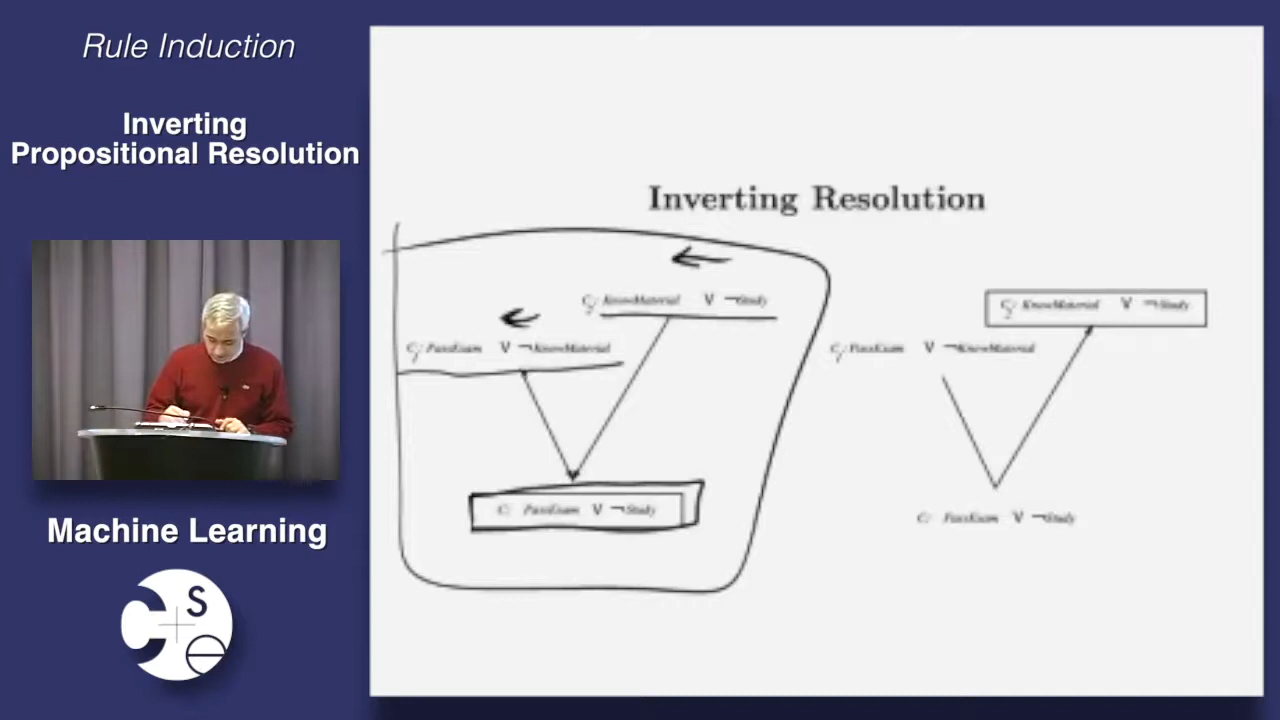 Rule Induction
Inverting
Propositional Resolution
Machine Learning
CSe
Inverting Resolution
C₂: KnowMaterial V ¬Study
C₁: PassExam V ¬KnowMaterial
C: PassExam V ¬Study
C₂: KnowMaterial V ¬Study
C₁: PassExam V ¬KnowMaterial
C: PassExam V ¬Study